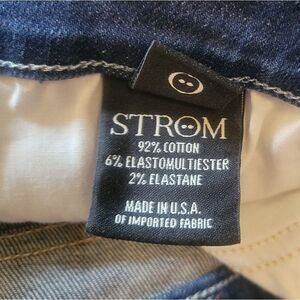 STROM
92% COTTON
6% ELASTOMULTIESTER
2% ELASTANE
MADE IN U.S.A.
OF IMPORTED FABRIC